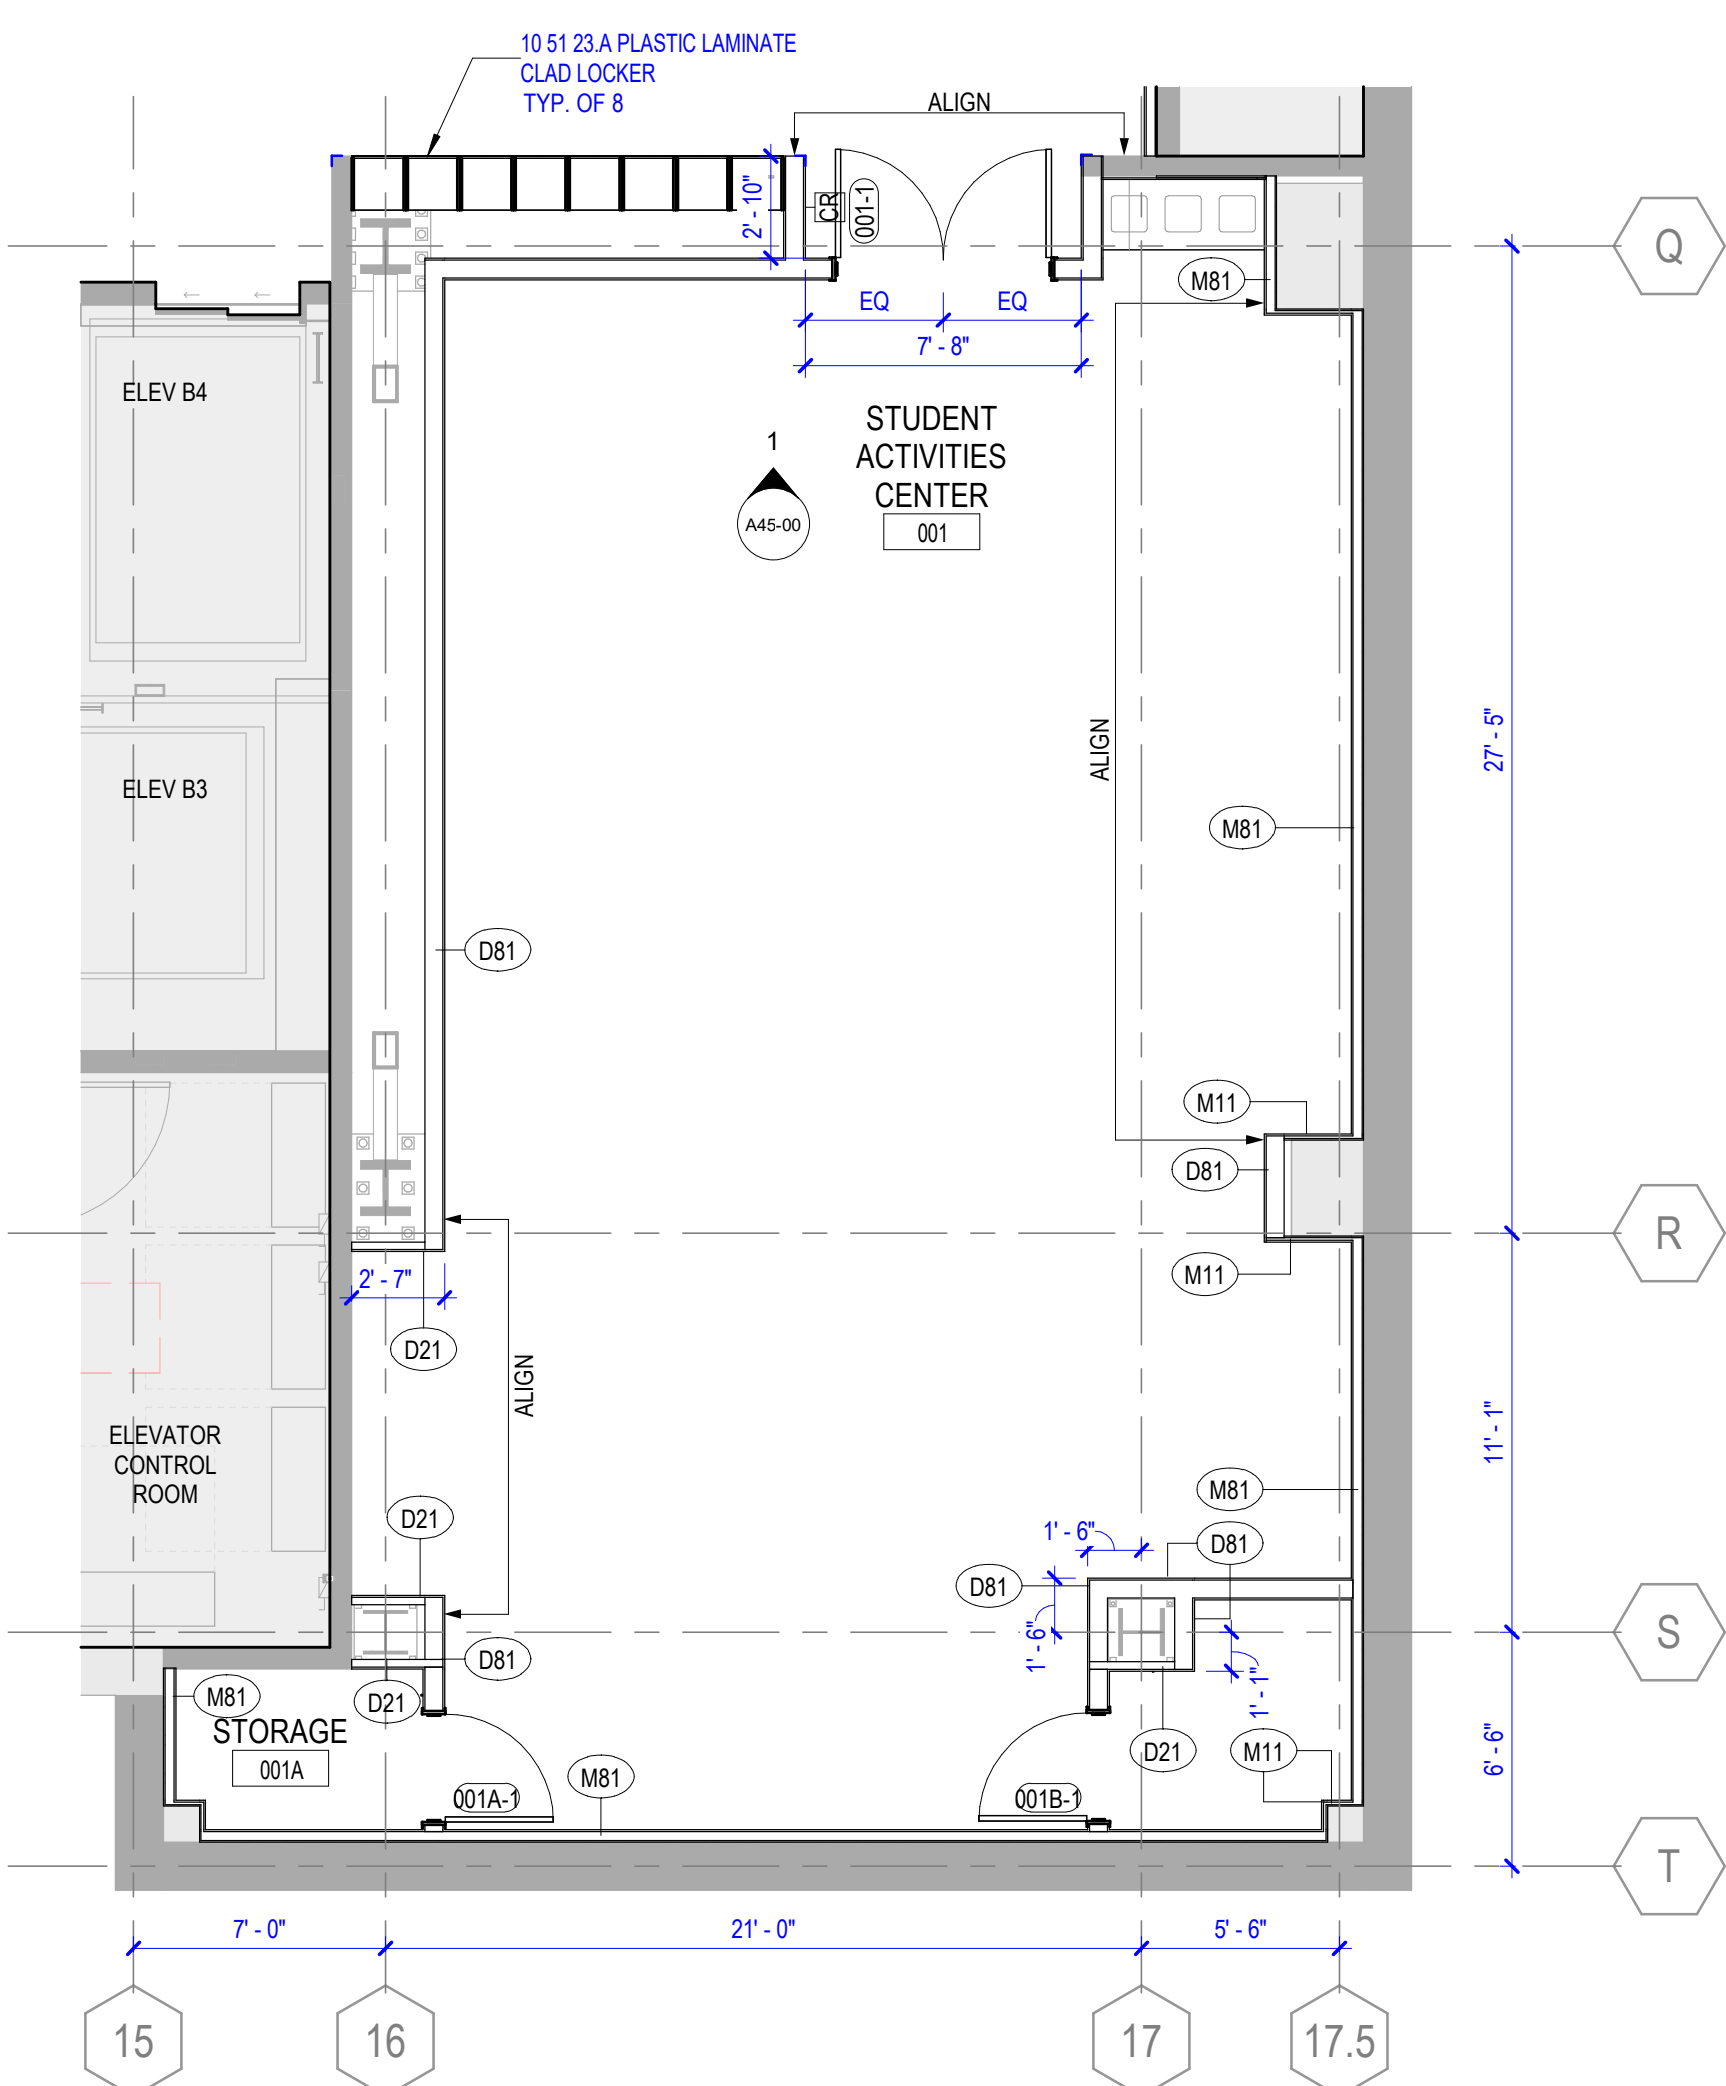 10 51 23.A PLASTIC LAMINATE
CLAD LOCKER
TYP. OF 8
ALIGN
2' - 10"
CR
001-1
Q
M81
EQ
EQ
7' - 8"
ELEV B4
STUDENT
ACTIVITIES
CENTER
001
1
A45-00
27' - 5"
ALIGN
ELEV B3
M81
D81
M11
D81
R
M11
2' - 7"
D21
ALIGN
11' - 1"
ELEVATOR
CONTROL
ROOM
M81
D21
1' - 6"
D81
D81
1' - 6"
S
D81
M81
D21
1' - 1"
STORAGE
001A
D21
M11
6' - 6"
M81
001A-1
001B-1
T
7' - 0"
21' - 0"
5' - 6"
15
16
17
17.5